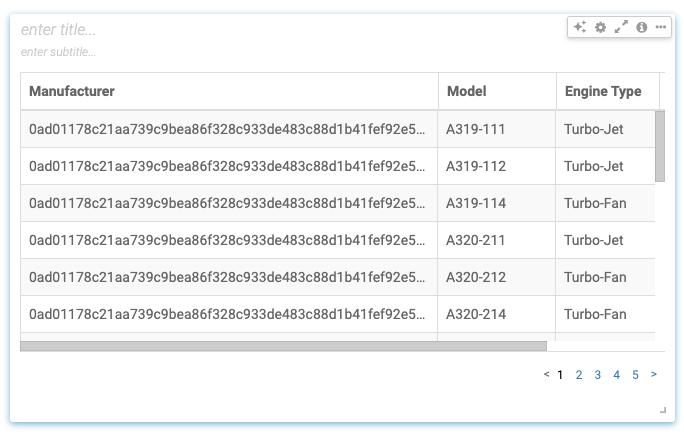 enter title...
enter subtitle...
Manufacturer Model Engine Type
0ad01178c21aa739c9bea86f328c933de483c88d1b41fef92e5... A319-111 Turbo-Jet
0ad01178c21aa739c9bea86f328c933de483c88d1b41fef92e5... A319-112 Turbo-Jet
0ad01178c21aa739c9bea86f328c933de483c88d1b41fef92e5... A319-114 Turbo-Fan
0ad01178c21aa739c9bea86f328c933de483c88d1b41fef92e5... A320-211 Turbo-Jet
0ad01178c21aa739c9bea86f328c933de483c88d1b41fef92e5... A320-212 Turbo-Fan
0ad01178c21aa739c9bea86f328c933de483c88d1b41fef92e5... A320-214 Turbo-Fan
< 1 2 3 4 5 >